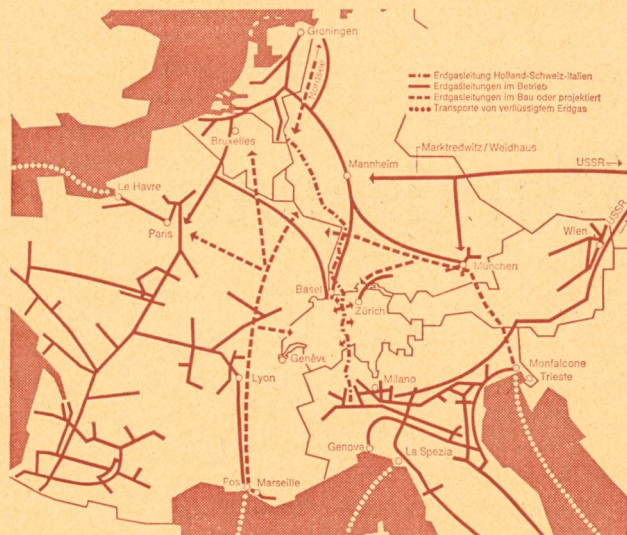 Groningen
Nordsee
Erdgasleitung Holland-Schweiz-Italien
Erdgaßleitungen im Betrieb
Erdgasleitungen im Bau oder projektiert
Transporte von verflüssigtem Erdgas
Bruxelles
Mannheim
Marktredwitz/Weidhaus
USSR
Le Havre
Paris
USSR
Wien
München
Basel
Zürich
Genève
Lyon
Milano
Monfalcone
Trieste
Genova
La Spezia
Fos
Marseille